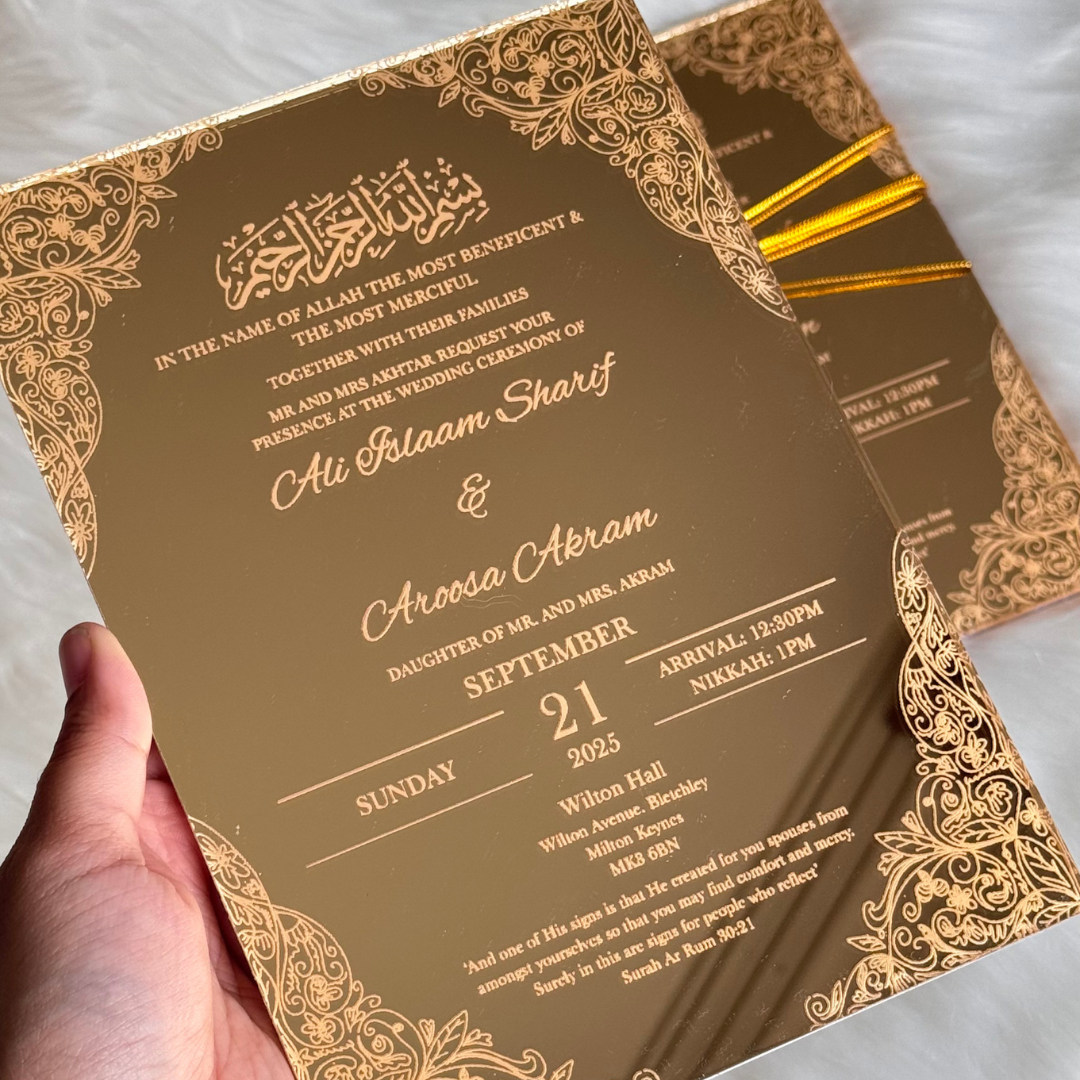 بسم الله الرحمن الرحيم
IN THE NAME OF ALLAH THE MOST BENEFICENT &
THE MOST MERCIFUL
TOGETHER WITH THEIR FAMILIES
MR AND MRS AKHTAR REQUEST YOUR
PRESENCE AT THE WEDDING CEREMONY OF
Ali Islaam Sharif
&
Aroosa Akram
DAUGHTER OF MR. AND MRS. AKRAM
SEPTEMBER
SUNDAY
21
2025
ARRIVAL: 12:30PM
NIKKAH: 1PM
Wilton Hall
Wilton Avenue, Bletchley
Milton Keynes
MK3 6BN
'And one of His signs is that He created for you spouses from
amongst yourselves so that you may find comfort and mercy.
Surely in this are signs for people who reflect'
Surah Ar Rum 30:21
12:30PM
1PM
and mercy